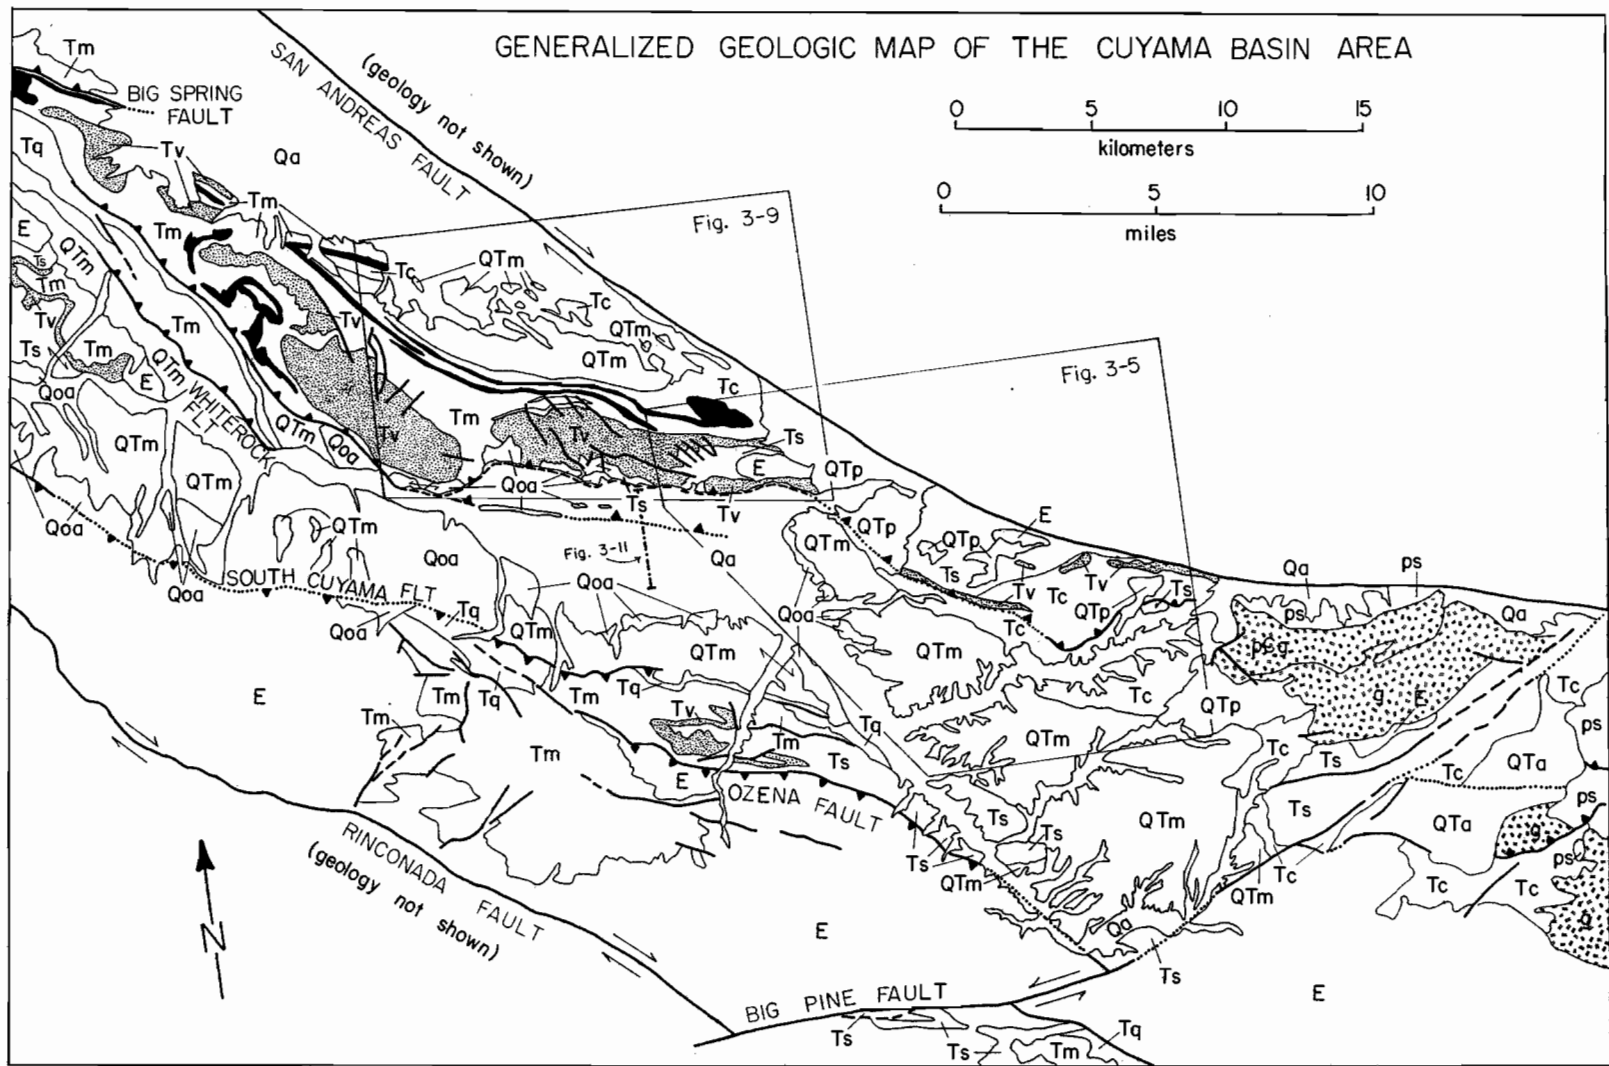 GENERALIZED GEOLOGIC MAP OF THE CUYAMA BASIN AREA
0 5 10 15
kilometers
0 5 10
miles
SAN ANDREAS FAULT
(geology not shown)
BIG SPRING
FAULT
Tm
Tq
Tv
Qa
Tm
Fig. 3-9
E
QTm
Tm
Ts
Tm
Tc
QTm
Tc
QTm
QTm
Tv
Tm
Tv
Ts
Tm
QTm
E
Qoa
WHITEROCK
FLT
Fig. 3-5
Tc
Tm
Tv
Tv
Ts
E
QTp
QTm
Qoa
QTm
QTm
Qoa
Qoa
Ts
Tv
QTm
Qoa
Qa
Fig. 3-11
QTm
QTp
QTp
E
Ts
Tv
Tc
Tv
QTp
Ts
Qa
ps
SOUTH CUYAMA FLT
Qoa
Qoa
Tq
Qoa
QTm
Qoa
Tc
ps
Qa
p€g
QTm
QTm
Tc
QTp
g
E
Tc
ps
E
Tm
Tq
Tm
Tq
Tv
Tm
Tq
QTm
Tc
Ts
Tc
QTa
Tm
Tm
E
Ts
OZENA FAULT
Ts
Ts
QTm
Ts
QTa
ps
g
ps
RINCONADA FAULT
(geology not shown)
Ts
QTm
QTm
Tc
Tc
Tc
g
N
E
Qa
Ts
E
BIG PINE FAULT
Ts
Ts
Tm
Tq